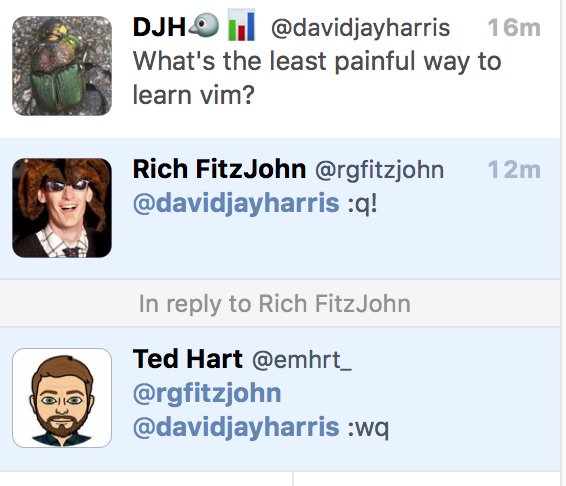 DJH🐦📊 @davidjayharris 16m
What's the least painful way to
learn vim?
Rich FitzJohn @rgfitzjohn 12m
@davidjayharris :q!
In reply to Rich FitzJohn
Ted Hart @emhrt_
@rgfitzjohn
@davidjayharris :wq